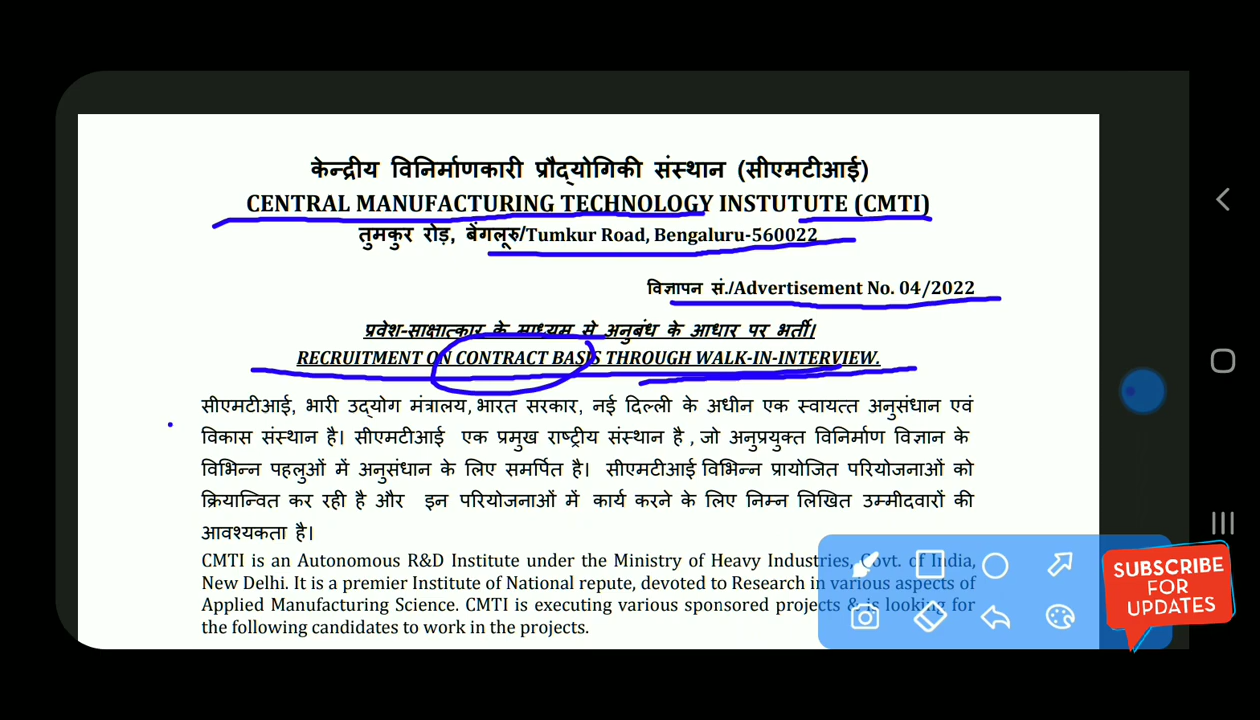 केन्द्रीय विनिर्माणकारी प्रौद्योगिकी संस्थान (सीएमटीआई)
CENTRAL MANUFACTURING TECHNOLOGY INSTUTUTE (CMTI)
तुमकुर रोड़, बेंगलूरु/Tumkur Road, Bengaluru-560022
विज्ञापन सं./Advertisement No. 04/2022
प्रवेश-साक्षात्कार के माध्यम से अनुबंध के आधार पर भर्ती।
RECRUITMENT ON CONTRACT BASIS THROUGH WALK-IN-INTERVIEW.
सीएमटीआई, भारी उद्योग मंत्रालय, भारत सरकार, नई दिल्ली के अधीन एक स्वायत्त अनुसंधान एवं
विकास संस्थान है। सीएमटीआई एक प्रमुख राष्ट्रीय संस्थान है , जो अनुप्रयुक्त विनिर्माण विज्ञान के
विभिन्न पहलुओं में अनुसंधान के लिए समर्पित है। सीएमटीआई विभिन्न प्रायोजित परियोजनाओं को
क्रियान्वित कर रही है और इन परियोजनाओं में कार्य करने के लिए निम्न लिखित उम्मीदवारों की
आवश्यकता है।
CMTI is an Autonomous R&D Institute under the Ministry of Heavy Industries, Govt. of India,
New Delhi. It is a premier Institute of National repute, devoted to Research in various aspects of
Applied Manufacturing Science. CMTI is executing various sponsored projects & is looking for
the following candidates to work in the projects.
SUBSCRIBE
FOR
UPDATES